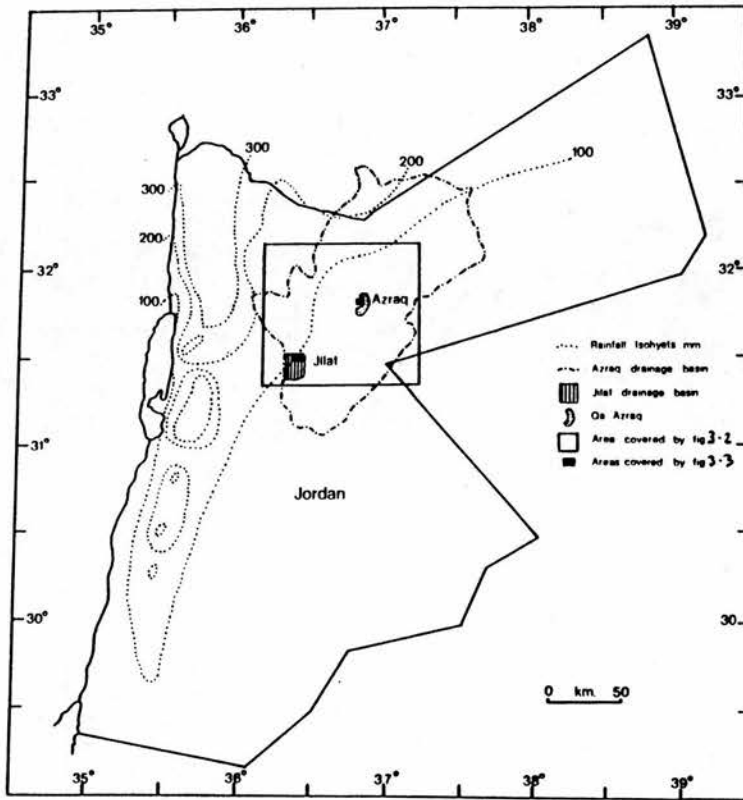 35° 36° 37° 38° 39°
33° 33°
300
200
100
300
200
100
32° 32°
Azraq
Jilat
Rainfall Isohyets mm
Azraq drainage basin
Jilat drainage basin
Qa Azraq
Area covered by fig 3-2
Areas covered by fig 3-3
31°
Jordan
30° 30
0 km. 50
35° 36° 37° 38° 39°